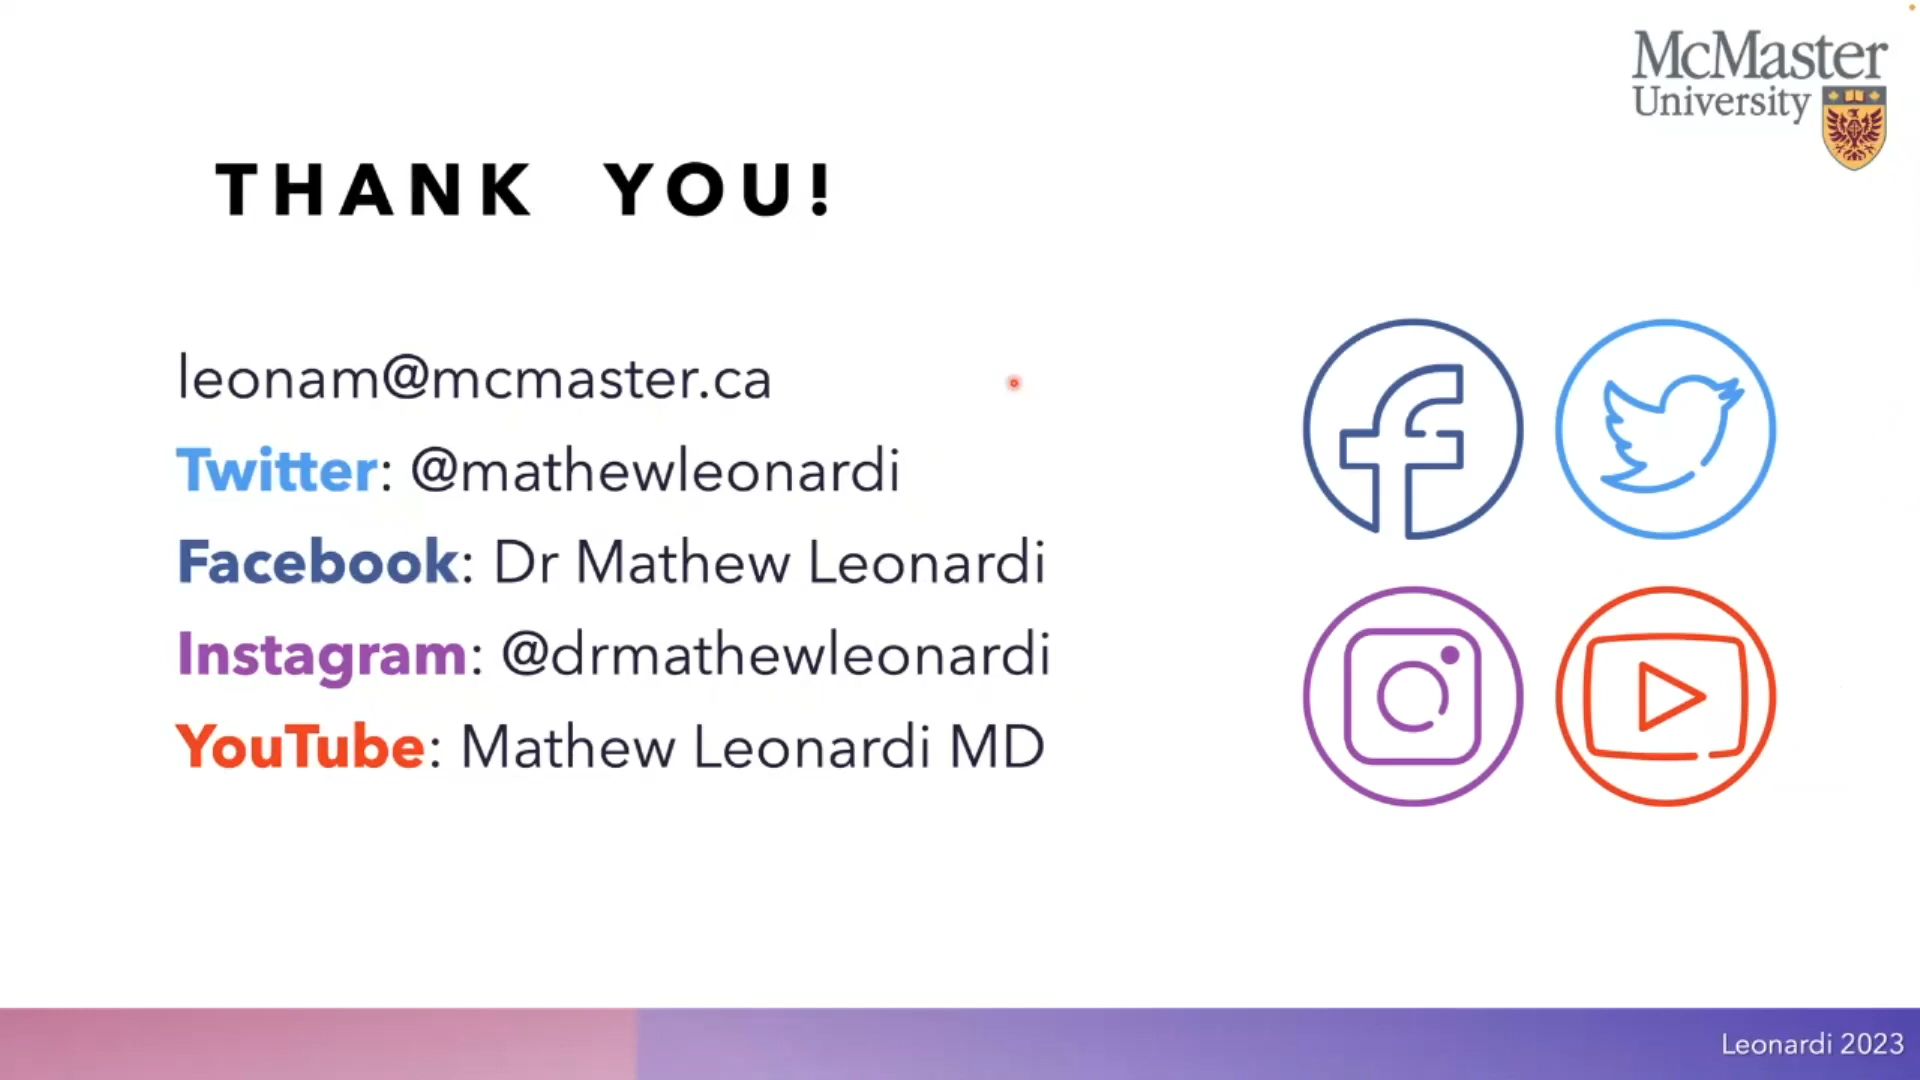 McMaster
University
THANK YOU!
leonam@mcmaster.ca
Twitter: @mathewleonardi
Facebook: Dr Mathew Leonardi
Instagram: @drmathewleonardi
YouTube: Mathew Leonardi MD
Leonardi 2023